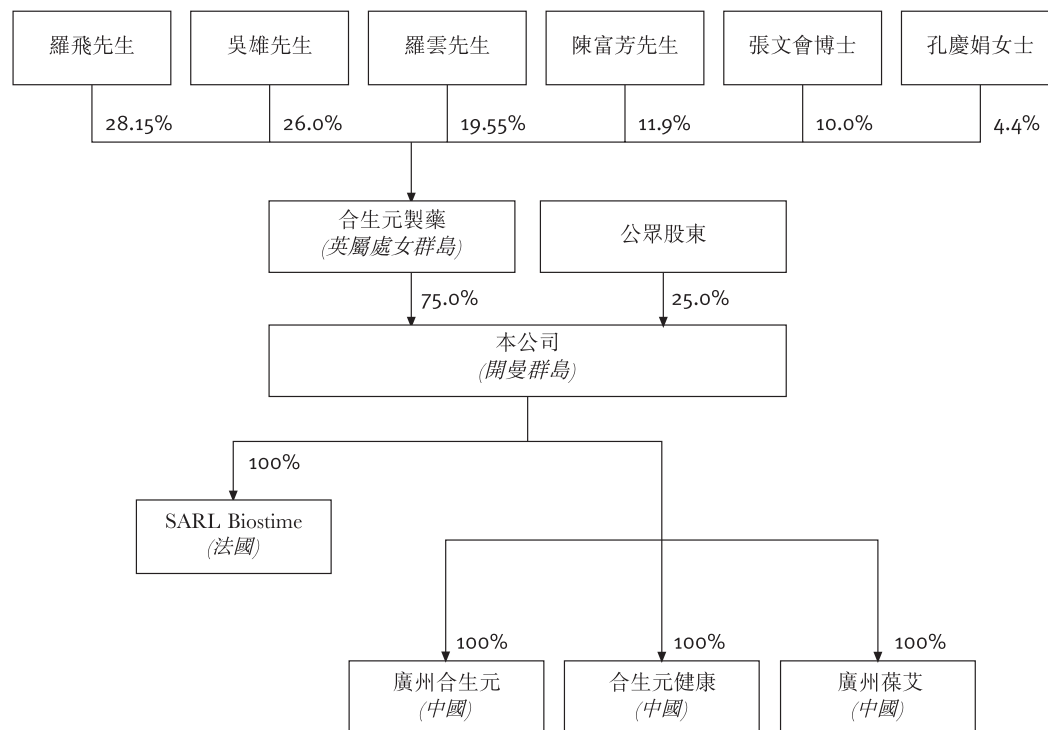 羅飛先生
吳雄先生
羅雲先生
陳富芳先生
張文會博士
孔慶娟女士
28.15%
26.0%
19.55%
11.9%
10.0%
4.4%
合生元製藥
(英屬處女群島)
公眾股東
75.0%
25.0%
本公司
(開曼群島)
100%
SARL Biostime
(法國)
100%
100%
100%
廣州合生元
(中國)
合生元健康
(中國)
廣州葆艾
(中國)